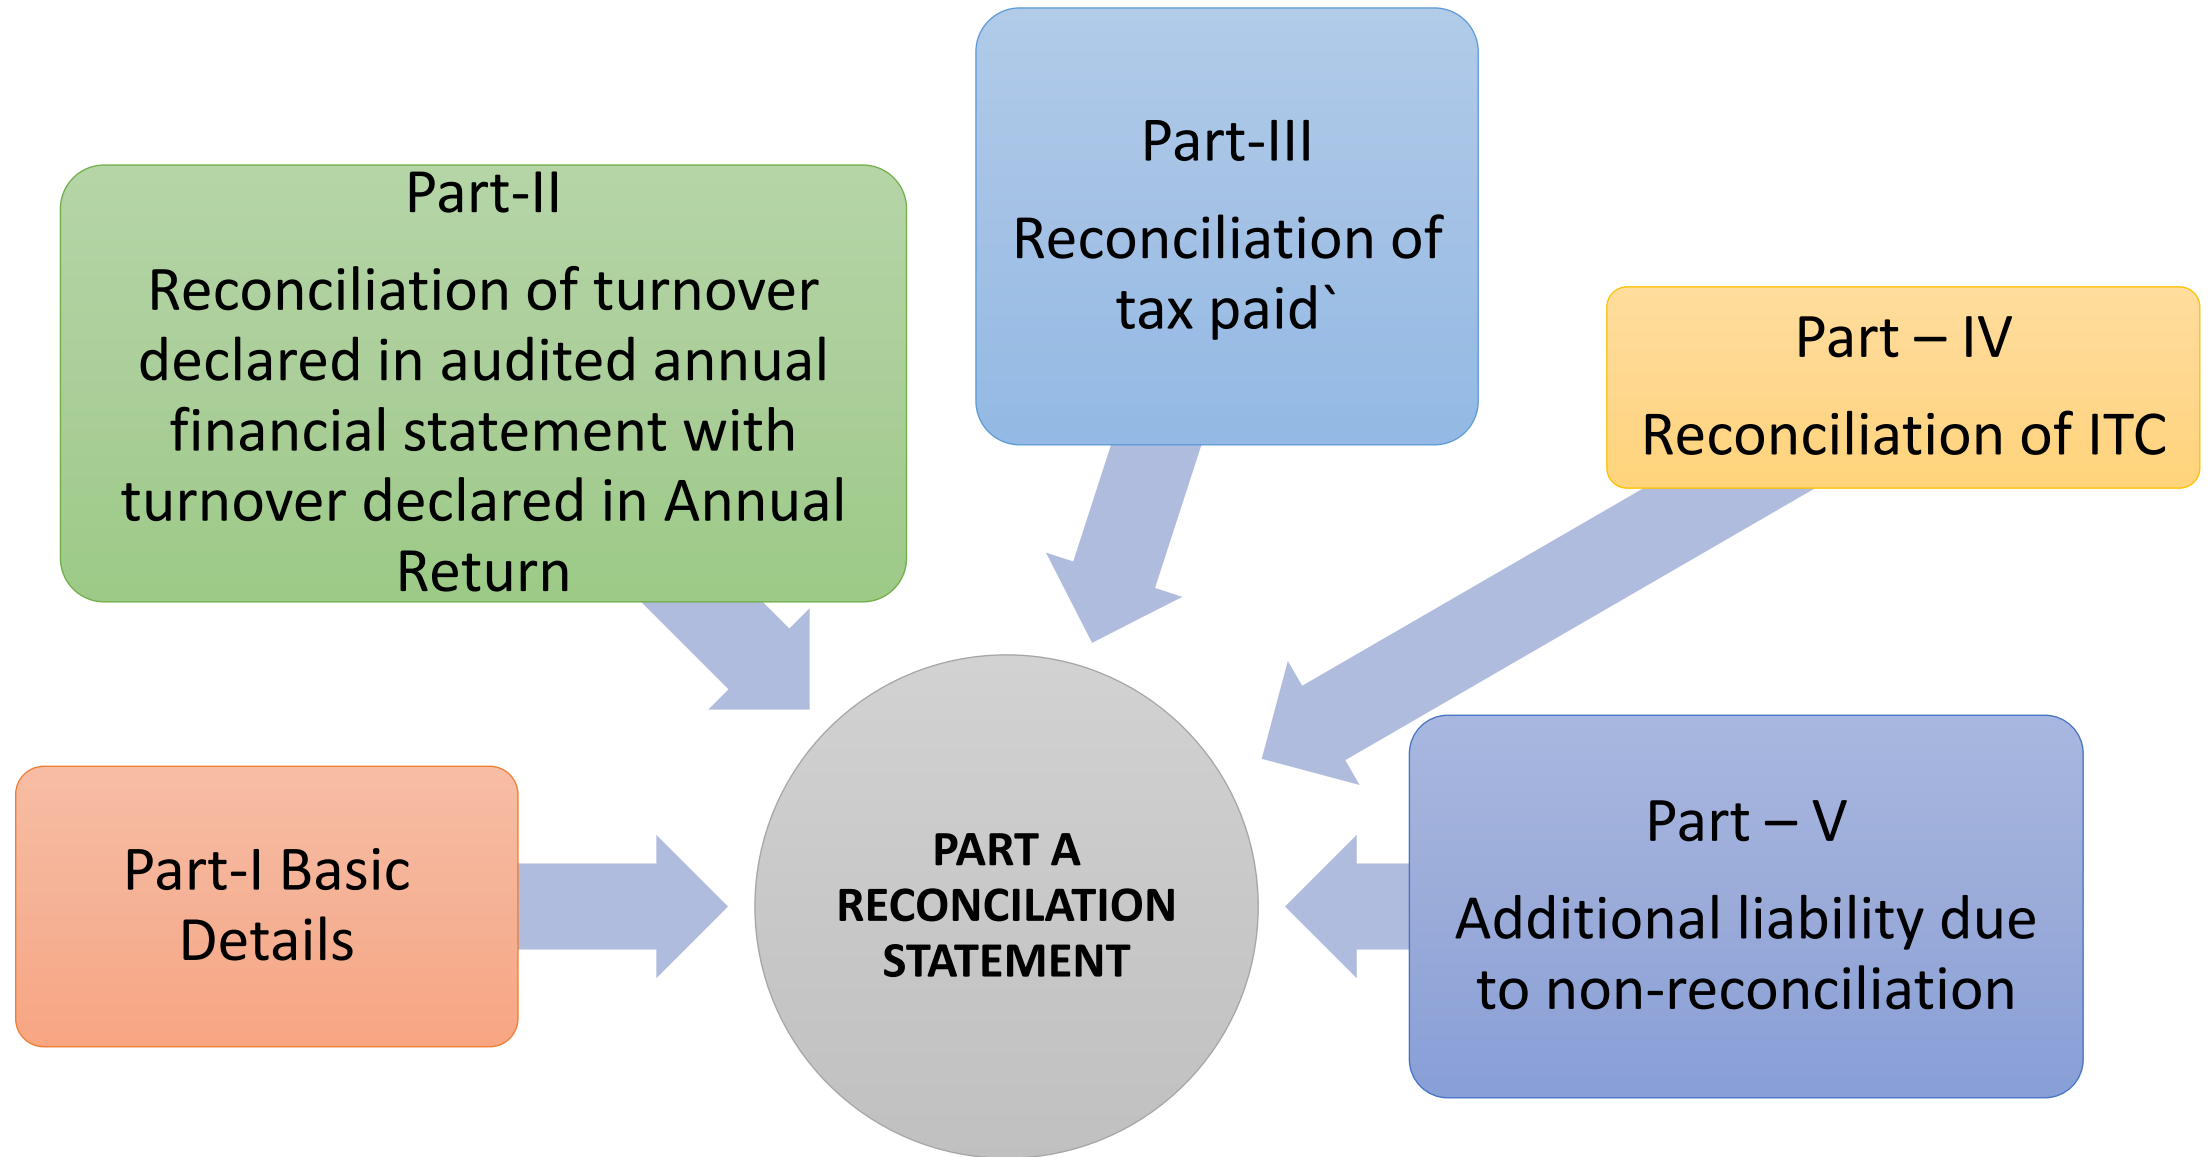 Part-III
Reconciliation of
tax paid`
Part-II
Reconciliation of turnover
declared in audited annual
financial statement with
turnover declared in Annual
Return
Part – IV
Reconciliation of ITC
Part-I Basic
Details
PART A
RECONCILATION
STATEMENT
Part – V
Additional liability due
to non-reconciliation